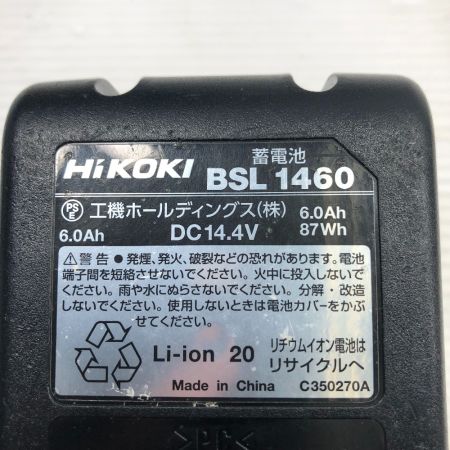 HiKOKI 蓄電池 BSL 1460
PS E 工機ホールディングス(株) 6.0Ah
6.0Ah DC14.4V 87Wh
⚠警告 ●発煙、発火、破裂などの恐れがあります。電池
端子間を短絡させないでください。火中に投入しないで
ください。雨や水にぬらさないでください。分解・改造
しないでください。使用しないときは電池カバーをかぶ
せてください。
Li-ion 20 リチウムイオン電池は
リサイクルへ
Made in China C350270A